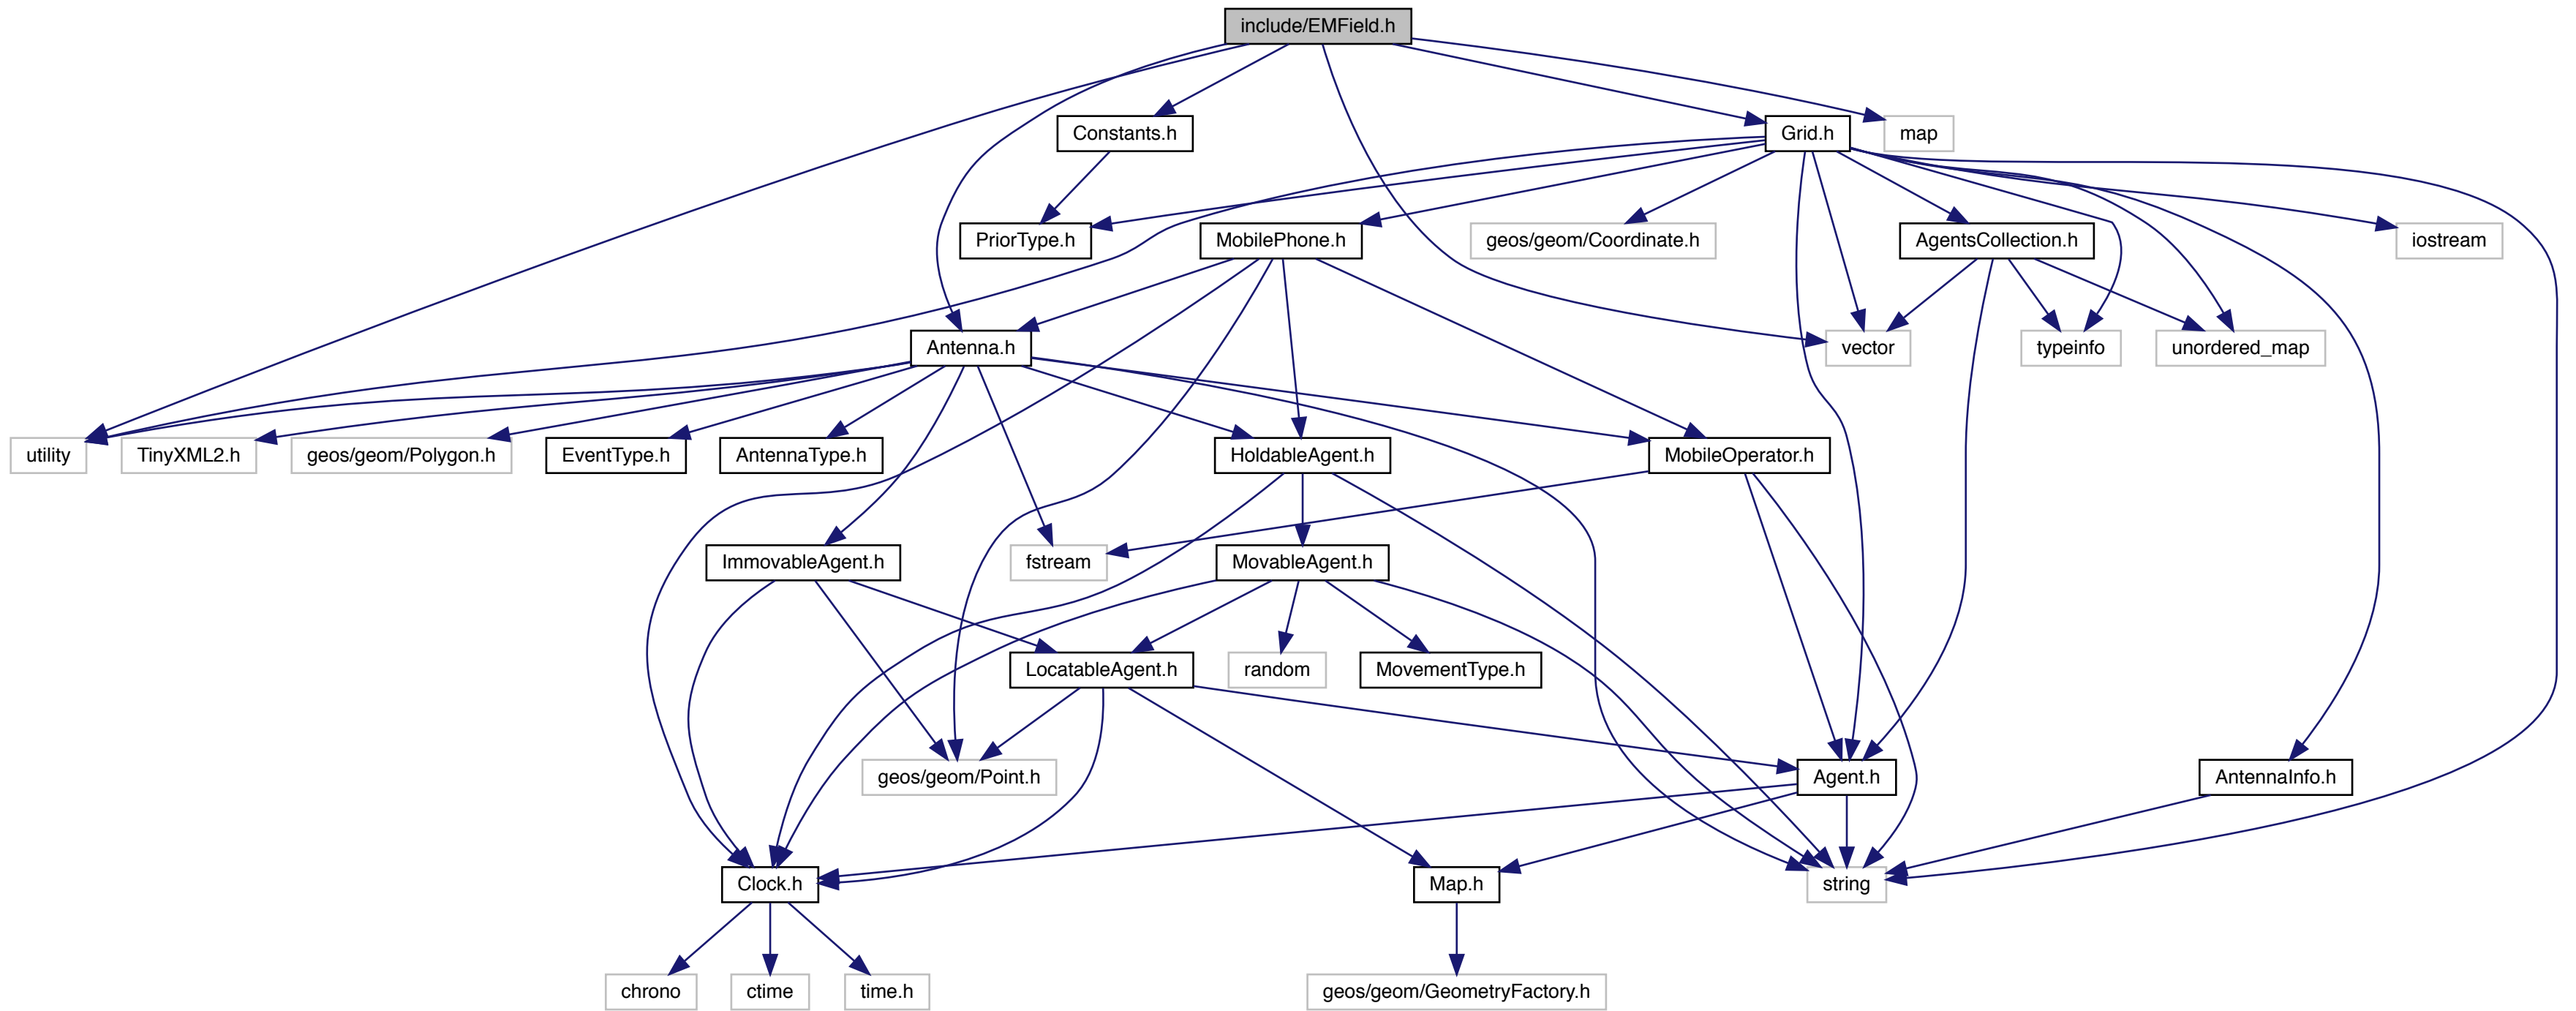 include/EMField.h
Constants.h
Grid.h
map
PriorType.h
MobilePhone.h
geos/geom/Coordinate.h
AgentsCollection.h
iostream
Antenna.h
vector
typeinfo
unordered_map
utility
TinyXML2.h
geos/geom/Polygon.h
EventType.h
AntennaType.h
HoldableAgent.h
MobileOperator.h
ImmovableAgent.h
fstream
MovableAgent.h
LocatableAgent.h
random
MovementType.h
geos/geom/Point.h
Agent.h
AntennaInfo.h
Clock.h
Map.h
string
chrono
ctime
time.h
geos/geom/GeometryFactory.h